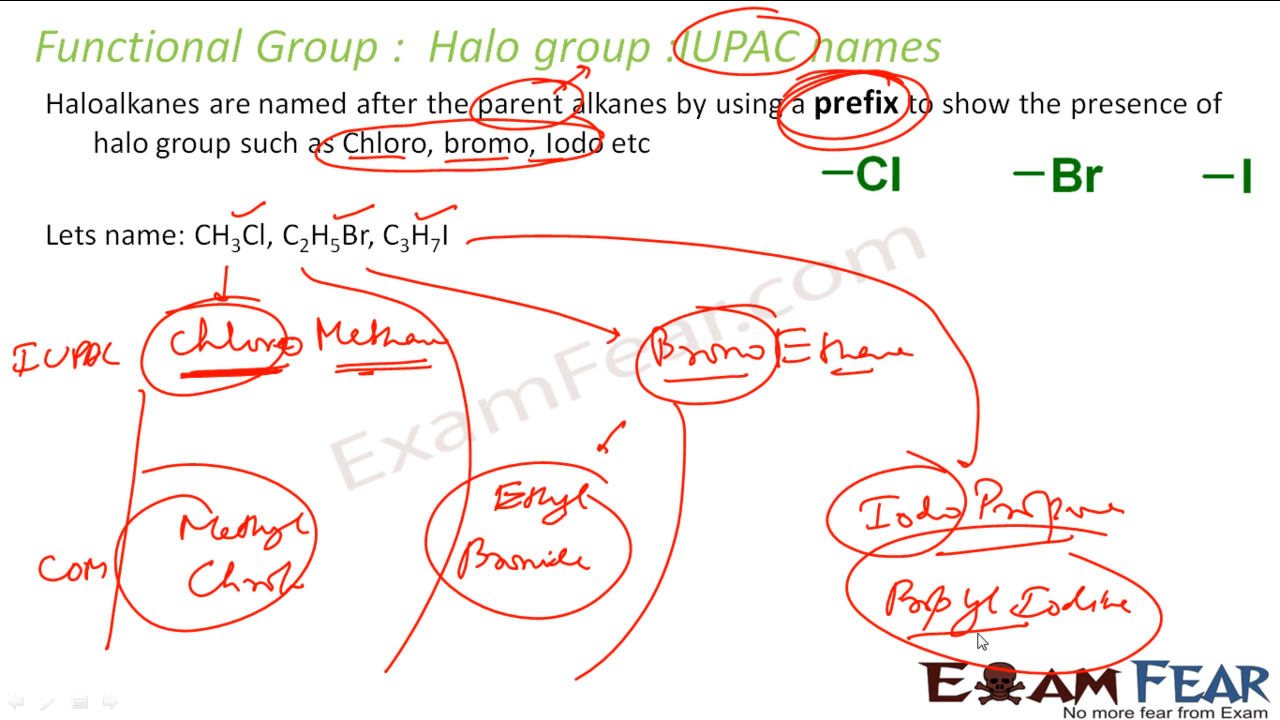 Functional Group : Halo group :IUPAC names
Haloalkanes are named after the parent alkanes by using a prefix to show the presence of
halo group such as Chloro, bromo, Iodo etc
–Cl –Br –I
Lets name: CH3Cl, C2H5Br, C3H7I
IUPAC Chloro Methane Bromo Ethane
Ethyl
Iodo Propane
Methyl
Bromide
COM
Propyl Iodine
ExamFear.com
EXAM FEAR
No more fear from Exam